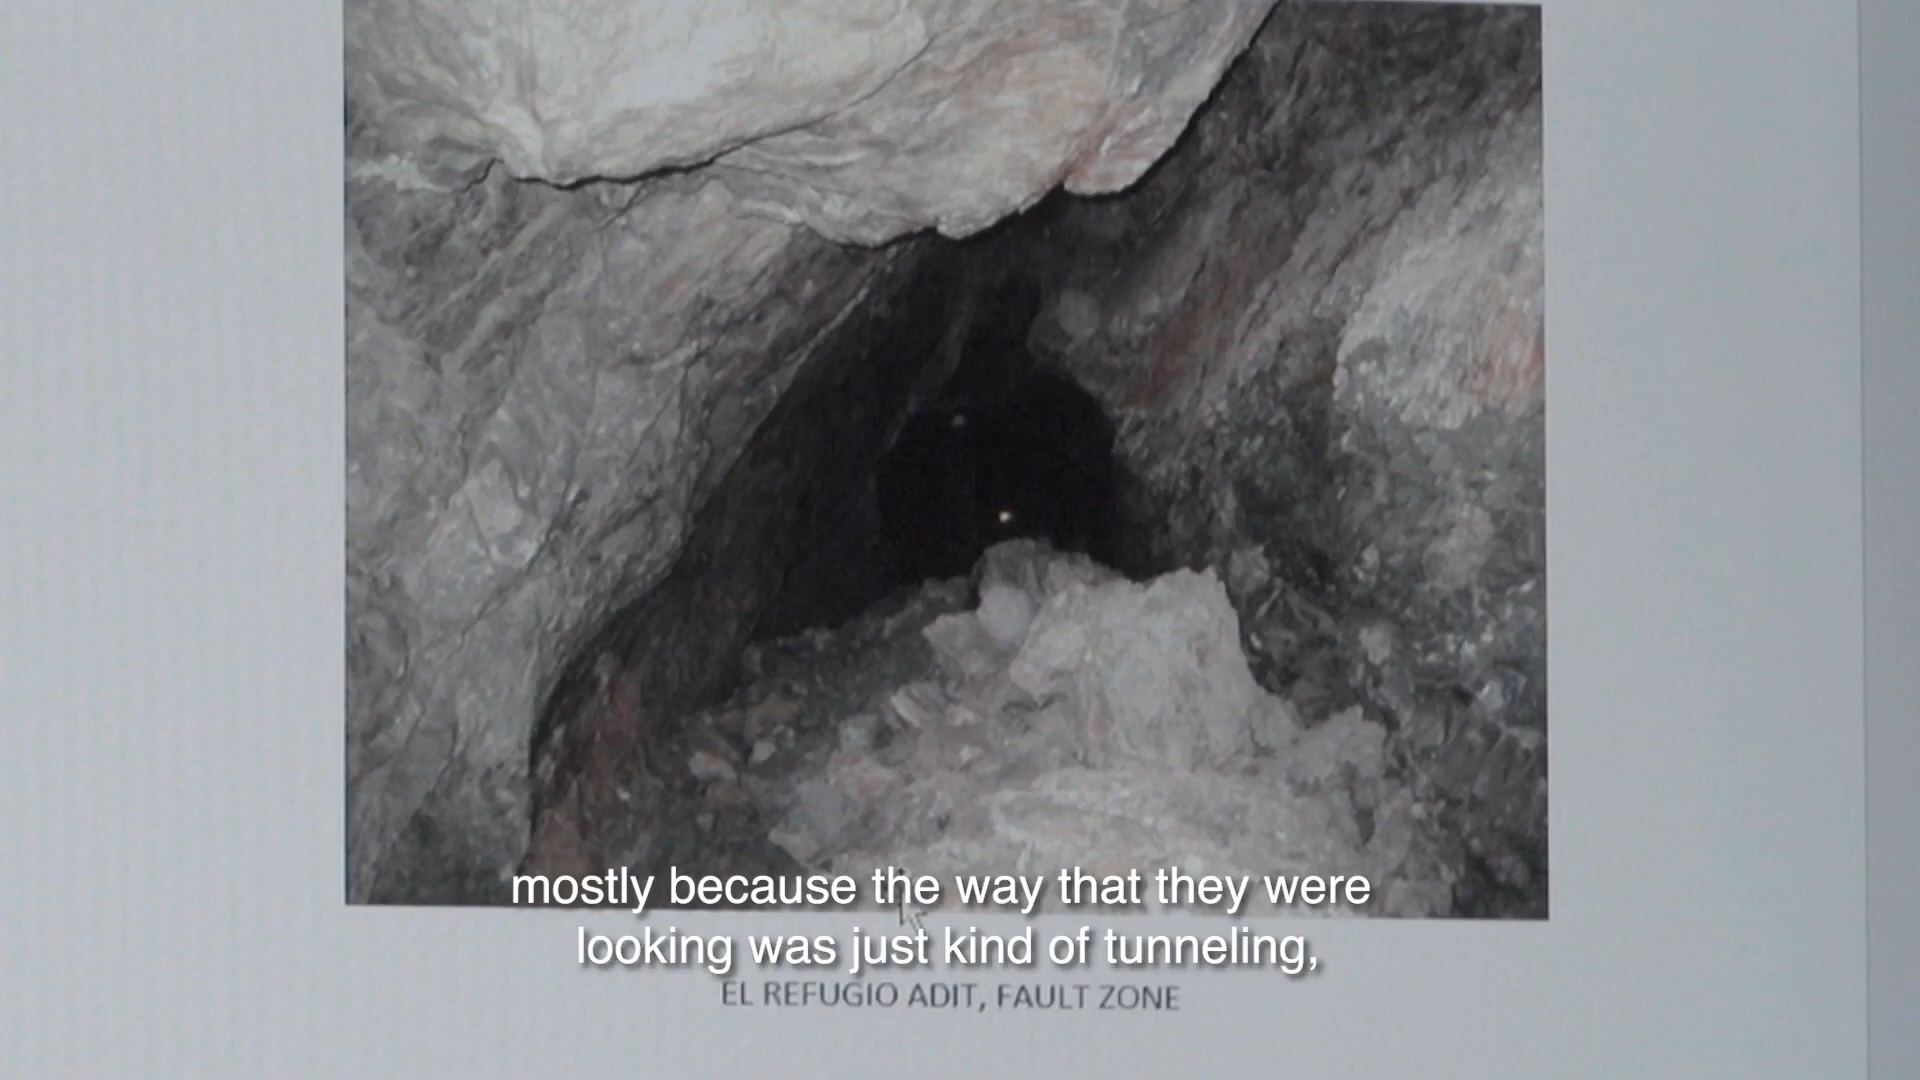 mostly because the way that they were
looking was just kind of tunneling,
EL REFUGIO ADIT, FAULT ZONE